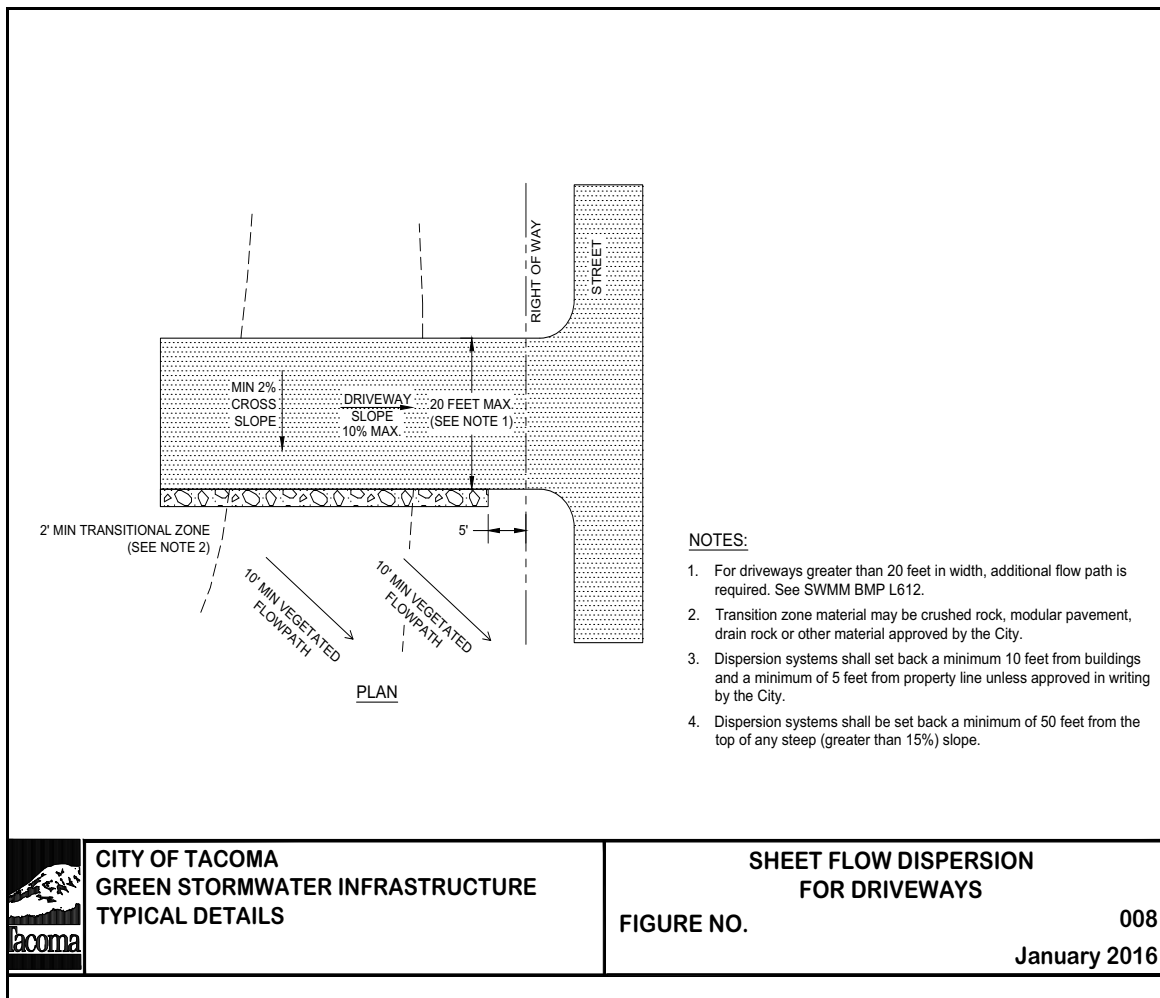 RIGHT OF WAY
STREET
MIN 2%
CROSS
SLOPE
DRIVEWAY
SLOPE
10% MAX.
20 FEET MAX.
(SEE NOTE 1)
2' MIN TRANSITIONAL ZONE
(SEE NOTE 2)
5'
10' MIN VEGETATED
FLOWPATH
10' MIN VEGETATED
FLOWPATH
PLAN
NOTES:
1. For driveways greater than 20 feet in width, additional flow path is
required. See SWMM BMP L612.
2. Transition zone material may be crushed rock, modular pavement,
drain rock or other material approved by the City.
3. Dispersion systems shall set back a minimum 10 feet from buildings
and a minimum of 5 feet from property line unless approved in writing
by the City.
4. Dispersion systems shall be set back a minimum of 50 feet from the
top of any steep (greater than 15%) slope.
Tacoma
CITY OF TACOMA
GREEN STORMWATER INFRASTRUCTURE
TYPICAL DETAILS
SHEET FLOW DISPERSION
FOR DRIVEWAYS
FIGURE NO. 008
January 2016